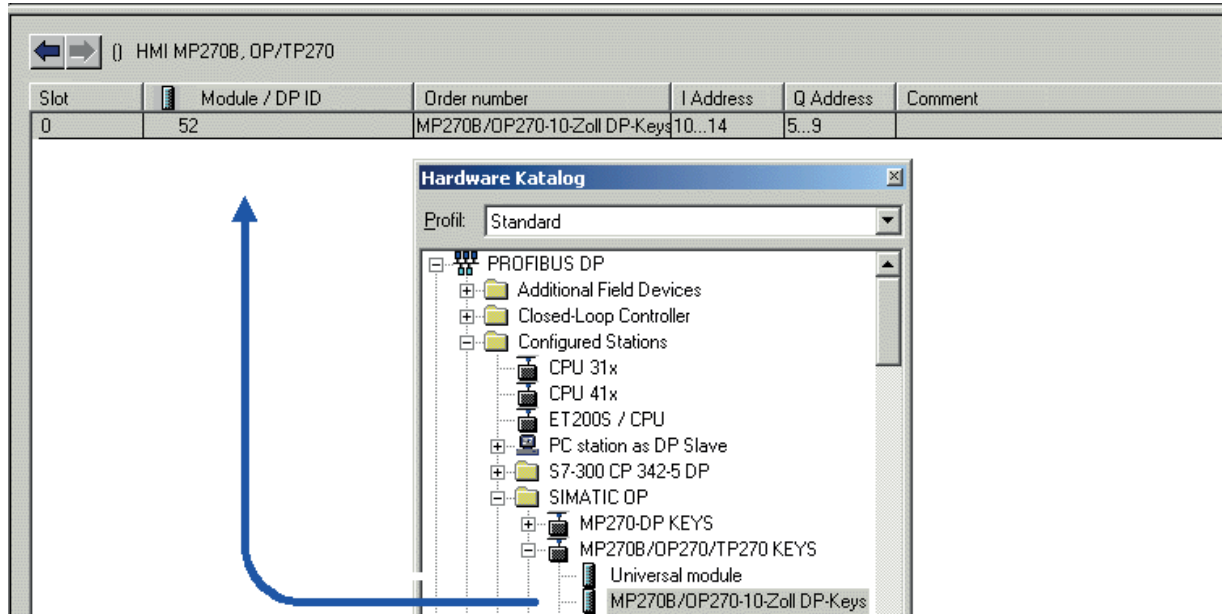 () HMI MP270B, OP/TP270
Slot Module / DP ID Order number I Address Q Address Comment
0 52 MP270B/OP270-10-Zoll DP-Keys 10...14 5...9
Hardware Katalog
Profil: Standard
PROFIBUS DP
Additional Field Devices
Closed-Loop Controller
Configured Stations
CPU 31x
CPU 41x
ET200S / CPU
PC station as DP Slave
S7-300 CP 342-5 DP
SIMATIC OP
MP270-DP KEYS
MP270B/OP270/TP270 KEYS
Universal module
MP270B/OP270-10-Zoll DP-Keys